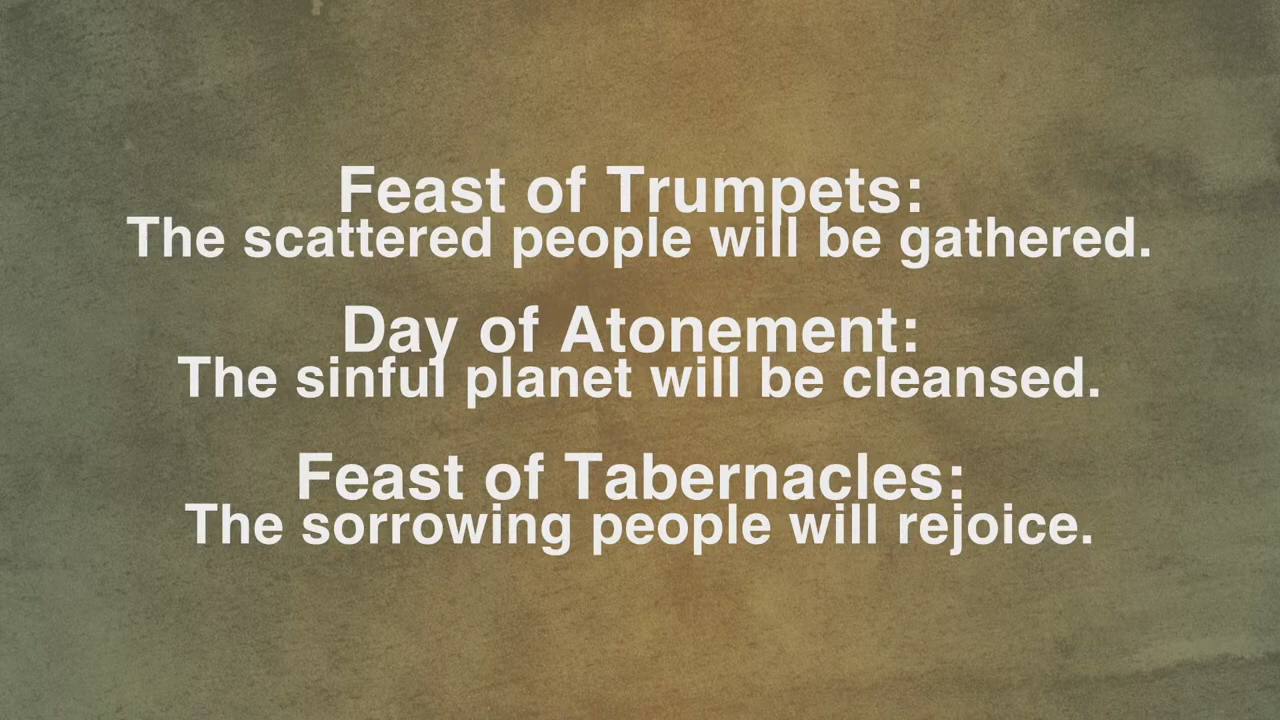 Feast of Trumpets:
The scattered people will be gathered.
Day of Atonement:
The sinful planet will be cleansed.
Feast of Tabernacles:
The sorrowing people will rejoice.